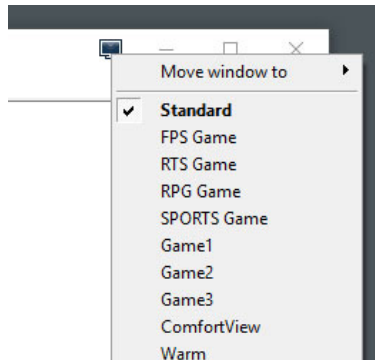 Move window to
Standard
FPS Game
RTS Game
RPG Game
SPORTS Game
Game1
Game2
Game3
ComfortView
Warm